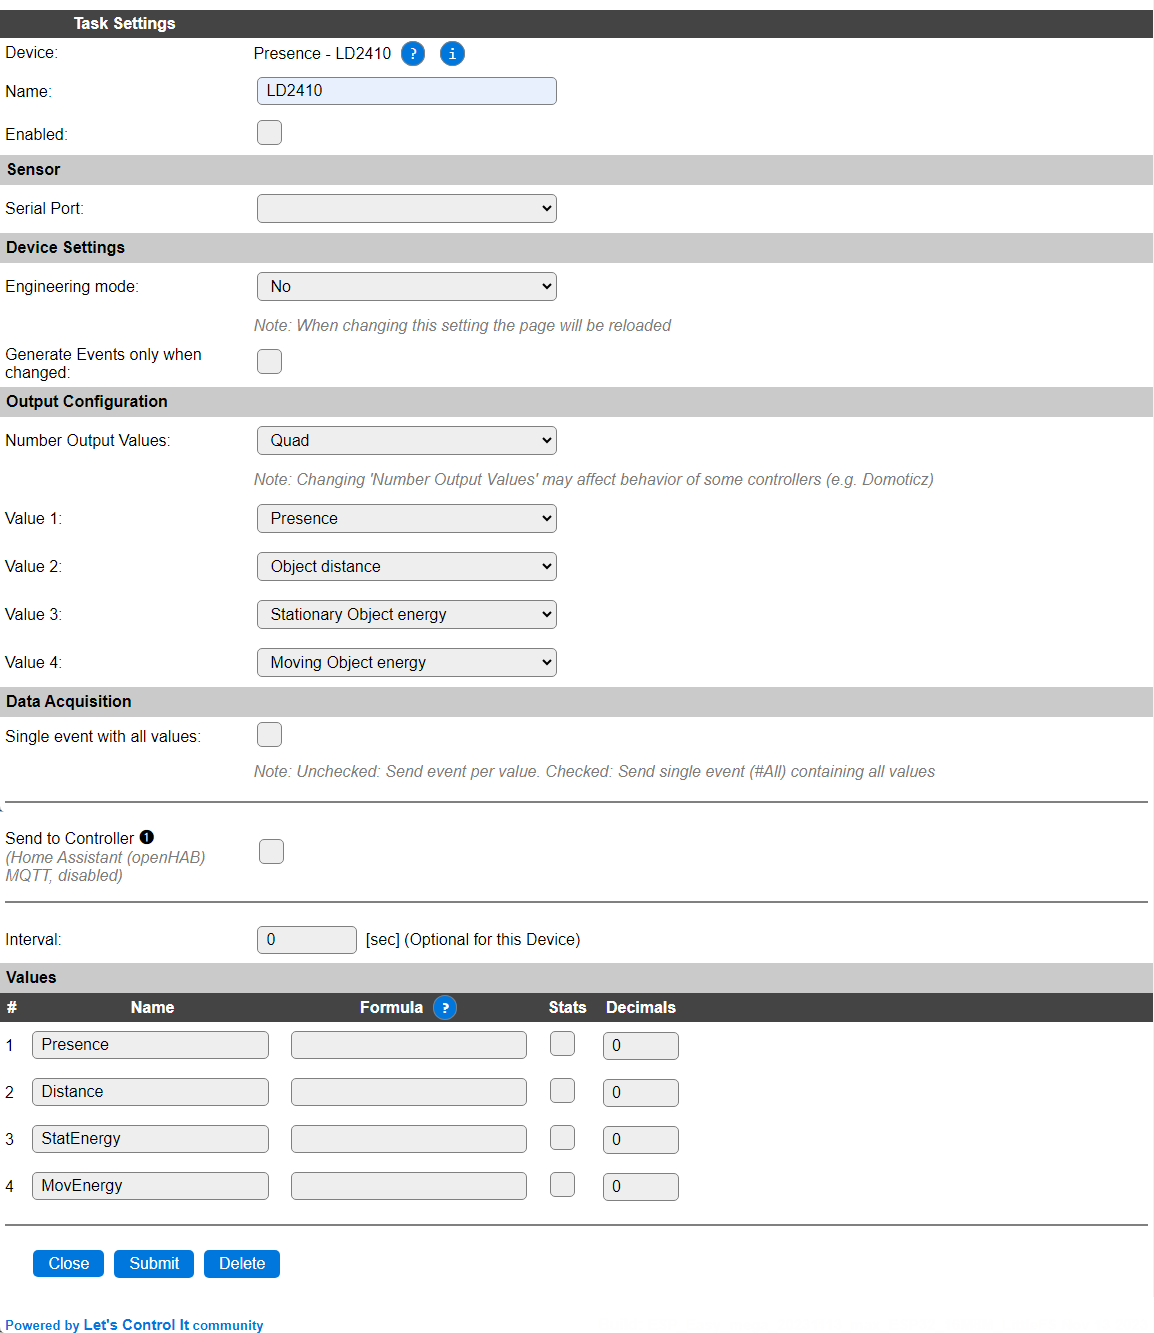 Task Settings
Device: Presence - LD2410 ? i
Name: LD2410
Enabled:
Sensor
Serial Port:
Device Settings
Engineering mode: No
Note: When changing this setting the page will be reloaded
Generate Events only when
changed:
Output Configuration
Number Output Values: Quad
Note: Changing 'Number Output Values' may affect behavior of some controllers (e.g. Domoticz)
Value 1: Presence
Value 2: Object distance
Value 3: Stationary Object energy
Value 4: Moving Object energy
Data Acquisition
Single event with all values:
Note: Unchecked: Send event per value. Checked: Send single event (#All) containing all values
Send to Controller ❶
(Home Assistant (openHAB)
MQTT, disabled)
Interval: 0 [sec] (Optional for this Device)
Values
# Name Formula ? Stats Decimals
1 Presence 0
2 Distance 0
3 StatEnergy 0
4 MovEnergy 0
Close Submit Delete
Powered by Let's Control It community